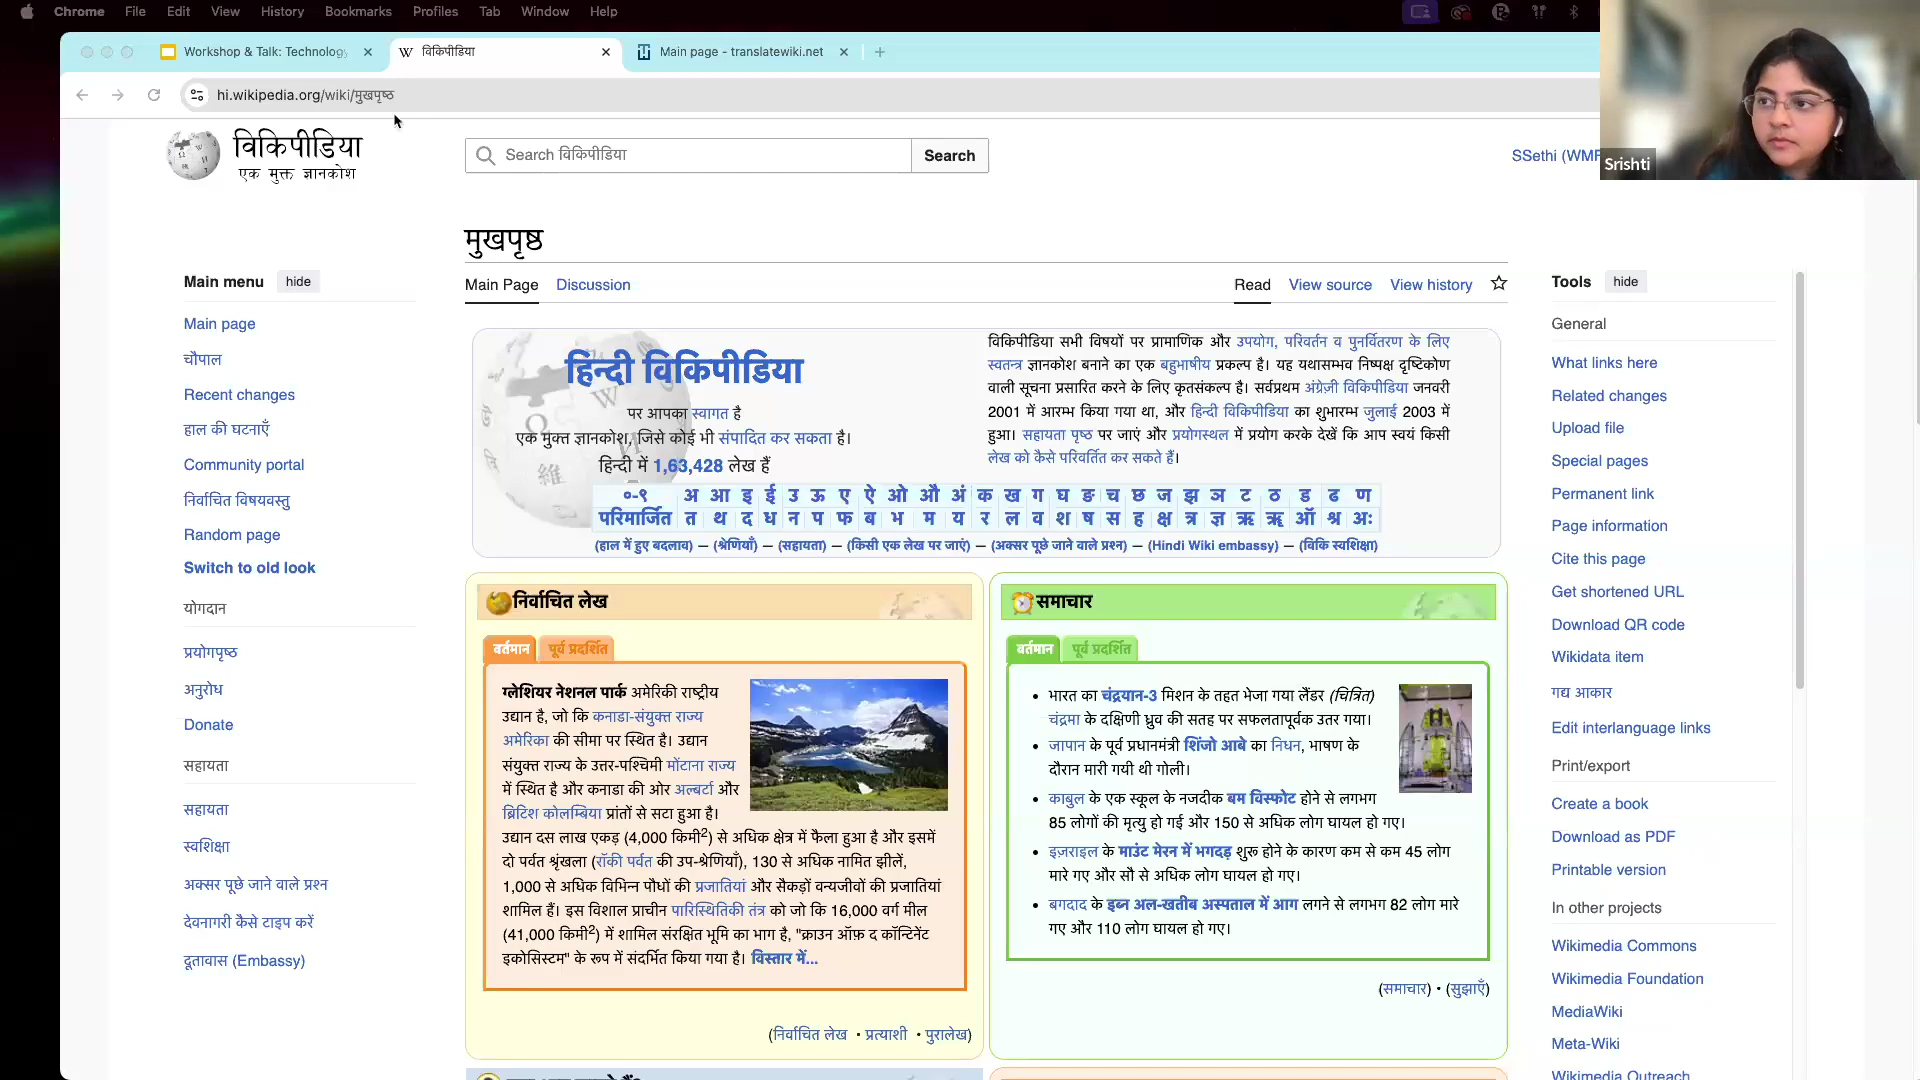 Chrome File Edit View History Bookmarks Profiles Tab Window Help
Workshop & Talk: Technology
विकिपीडिया
Main page - translatewiki.net
hi.wikipedia.org/wiki/मुखपृष्ठ
विकिपीडिया
एक मुक्त ज्ञानकोश
Search विकिपीडिया
Search
SSethi (WMF
Srishti
मुखपृष्ठ
Main Page Discussion
Read View source View history
Main menu hide
Main page
चौपाल
Recent changes
हाल की घटनाएँ
Community portal
निर्वाचित विषयवस्तु
Random page
Switch to old look
योगदान
प्रयोगपृष्ठ
अनुरोध
Donate
सहायता
सहायता
स्वशिक्षा
अक्सर पूछे जाने वाले प्रश्न
देवनागरी कैसे टाइप करें
दूतावास (Embassy)
हिन्दी विकिपीडिया
पर आपका स्वागत है
एक मुक्त ज्ञानकोश, जिसे कोई भी संपादित कर सकता है।
हिन्दी में 1,63,428 लेख हैं
विकिपीडिया सभी विषयों पर प्रामाणिक और उपयोग, परिवर्तन व पुनर्वितरण के लिए
स्वतन्त्र ज्ञानकोश बनाने का एक बहुभाषीय प्रकल्प है। यह यथासम्भव निष्पक्ष दृष्टिकोण
वाली सूचना प्रसारित करने के लिए कृतसंकल्प है। सर्वप्रथम अंग्रेज़ी विकिपीडिया जनवरी
2001 में आरम्भ किया गया था, और हिन्दी विकिपीडिया का शुभारम्भ जुलाई 2003 में
हुआ। सहायता पृष्ठ पर जाएं और प्रयोगस्थल में प्रयोग करके देखें कि आप स्वयं किसी
लेख को कैसे परिवर्तित कर सकते हैं।
०-९ अ आ इ ई उ ऊ ए ऐ ओ औ अं क ख ग घ ङ च छ ज झ ञ ट ठ ड ढ ण
परिमार्जित त थ द ध न प फ ब भ म य र ल व श ष स ह क्ष त्र ज्ञ ऋ ॠ ऑ श्र अः
(हाल में हुए बदलाव) — (श्रेणियाँ) — (सहायता) — (किसी एक लेख पर जाएं) — (अक्सर पूछे जाने वाले प्रश्न) — (Hindi Wiki embassy) — (विकि स्वशिक्षा)
निर्वाचित लेख
वर्तमान पूर्व प्रदर्शित
ग्लेशियर नेशनल पार्क अमेरिकी राष्ट्रीय
उद्यान है, जो कि कनाडा-संयुक्त राज्य
अमेरिका की सीमा पर स्थित है। उद्यान
संयुक्त राज्य के उत्तर-पश्चिमी मोंटाना राज्य
में स्थित है और कनाडा की ओर अल्बर्टा और
ब्रिटिश कोलम्बिया प्रांतों से सटा हुआ है।
उद्यान दस लाख एकड़ (4,000 किमी²) से अधिक क्षेत्र में फैला हुआ है और इसमें
दो पर्वत श्रृंखला (रॉकी पर्वत की उप-श्रेणियाँ), 130 से अधिक नामित झीलें,
1,000 से अधिक विभिन्न पौधों की प्रजातियां और सैकड़ों वन्यजीवों की प्रजातियां
शामिल हैं। इस विशाल प्राचीन पारिस्थितिकी तंत्र को जो कि 16,000 वर्ग मील
(41,000 किमी²) में शामिल संरक्षित भूमि का भाग है, "क्राउन ऑफ़ द कॉन्टिनेंट
इकोसिस्टम" के रूप में संदर्भित किया गया है। विस्तार में...
(निर्वाचित लेख • प्रत्याशी • पुरालेख)
समाचार
वर्तमान पूर्व प्रदर्शित
• भारत का चंद्रयान-3 मिशन के तहत भेजा गया लैंडर (चित्रित)
चंद्रमा के दक्षिणी ध्रुव की सतह पर सफलतापूर्वक उतर गया।
• जापान के पूर्व प्रधानमंत्री शिंजो आबे का निधन, भाषण के
दौरान मारी गयी थी गोली।
• काबुल के एक स्कूल के नजदीक बम विस्फोट होने से लगभग
85 लोगों की मृत्यु हो गई और 150 से अधिक लोग घायल हो गए।
• इज़राइल के माउंट मेरन में भगदड़ शुरू होने के कारण कम से कम 45 लोग
मारे गए और सौ से अधिक लोग घायल हो गए।
• बगदाद के इब्न अल-खतीब अस्पताल में आग लगने से लगभग 82 लोग मारे
गए और 110 लोग घायल हो गए।
(समाचार) • (सुझाएँ)
Tools hide
General
What links here
Related changes
Upload file
Special pages
Permanent link
Page information
Cite this page
Get shortened URL
Download QR code
Wikidata item
गद्य आकार
Edit interlanguage links
Print/export
Create a book
Download as PDF
Printable version
In other projects
Wikimedia Commons
Wikimedia Foundation
MediaWiki
Meta-Wiki
Wikimedia Outreach